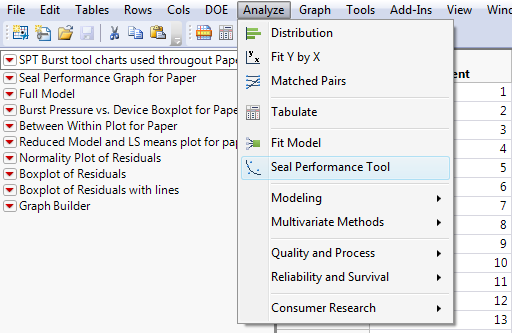 File Edit Tables Rows Cols DOE Analyze Graph Tools Add-Ins View Wind
SPT Burst tool charts used througout Pape
Seal Performance Graph for Paper
Full Model
Burst Pressure vs. Device Boxplot for Pape
Between Within Plot for Paper
Reduced Model and LS means plot for pap
Normality Plot of Residuals
Boxplot of Residuals
Boxplot of Residuals with lines
Graph Builder
Distribution
Fit Y by X
Matched Pairs
Tabulate
Fit Model
Seal Performance Tool
Modeling
Multivariate Methods
Quality and Process
Reliability and Survival
Consumer Research
ent
1
2
3
4
5
6
7
8
9
10
11
12
13